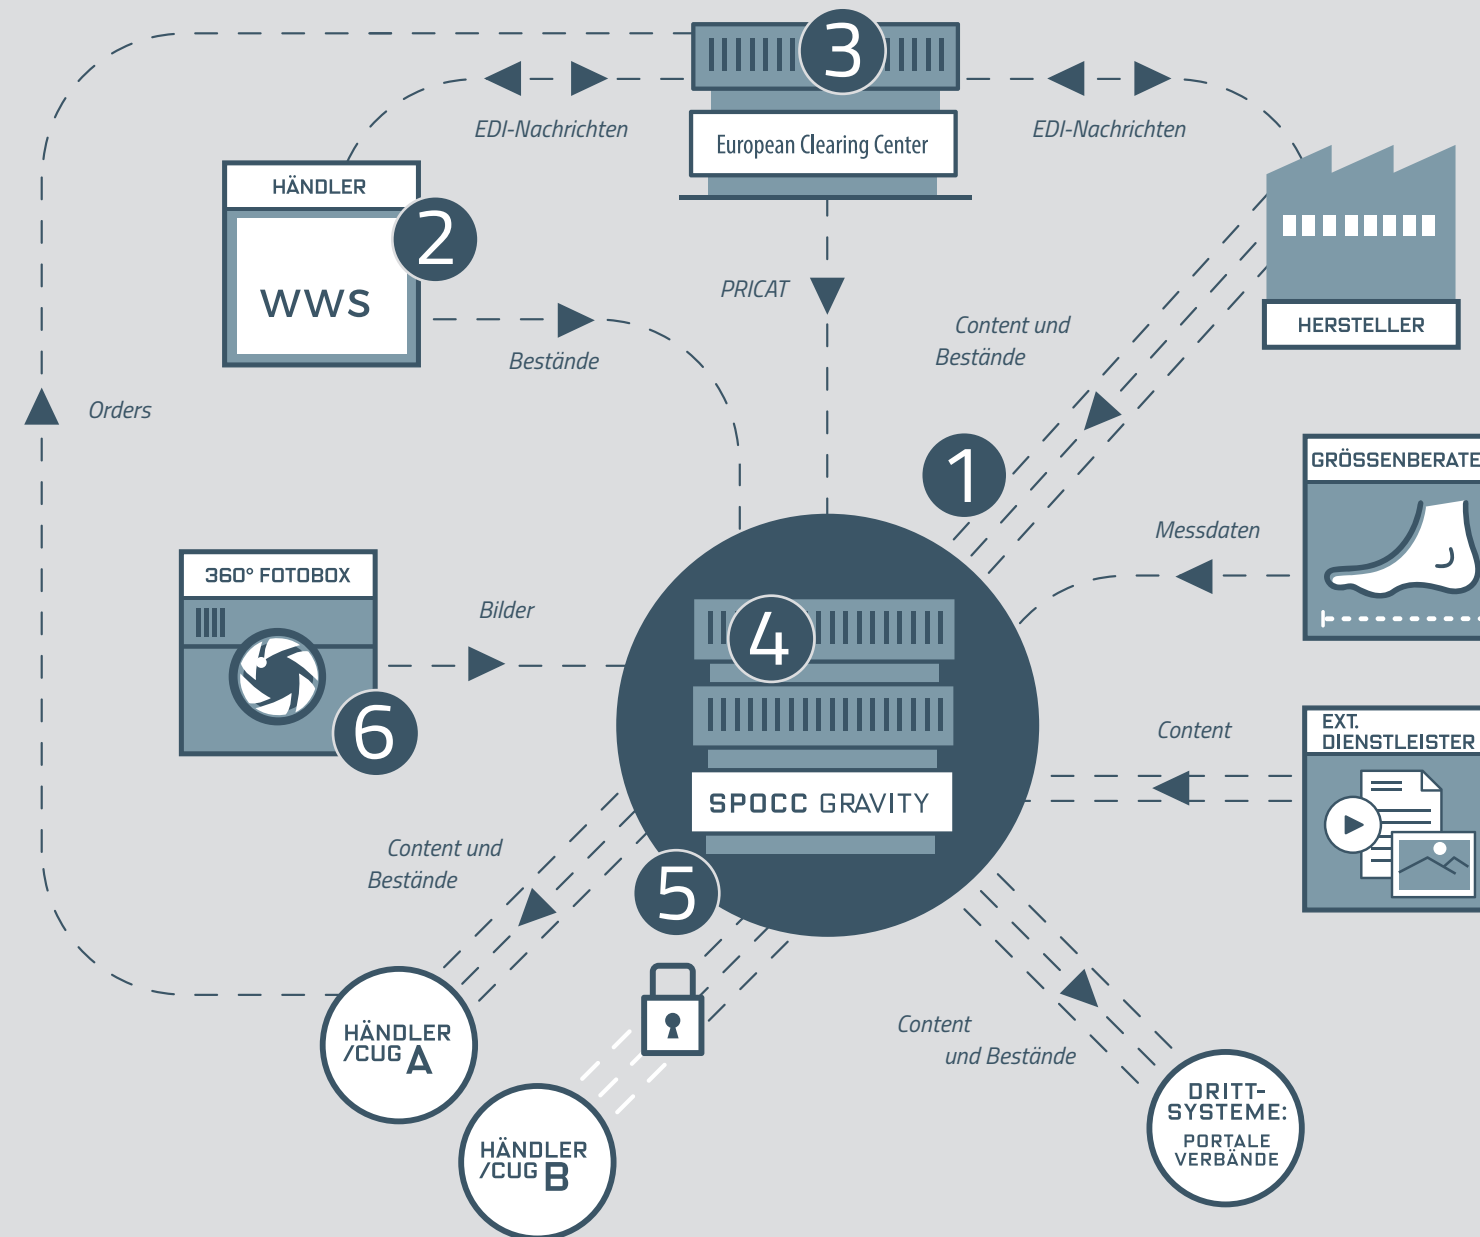 3
EDI-Nachrichten
EDI-Nachrichten
European Clearing Center
HÄNDLER
2
WWS
PRICAT
HERSTELLER
Content und
Bestände
Bestände
Orders
1
GRÖSSENBERATE
Messdaten
360° FOTOBOX
Bilder
4
6
EXT.
DIENSTLEISTER
Content
SPOCC GRAVITY
Content und
Bestände
5
Content
und Bestände
HÄNDLER
/CUG A
HÄNDLER
/CUG B
DRITT-
SYSTEME:
PORTALE
VERBÄNDE